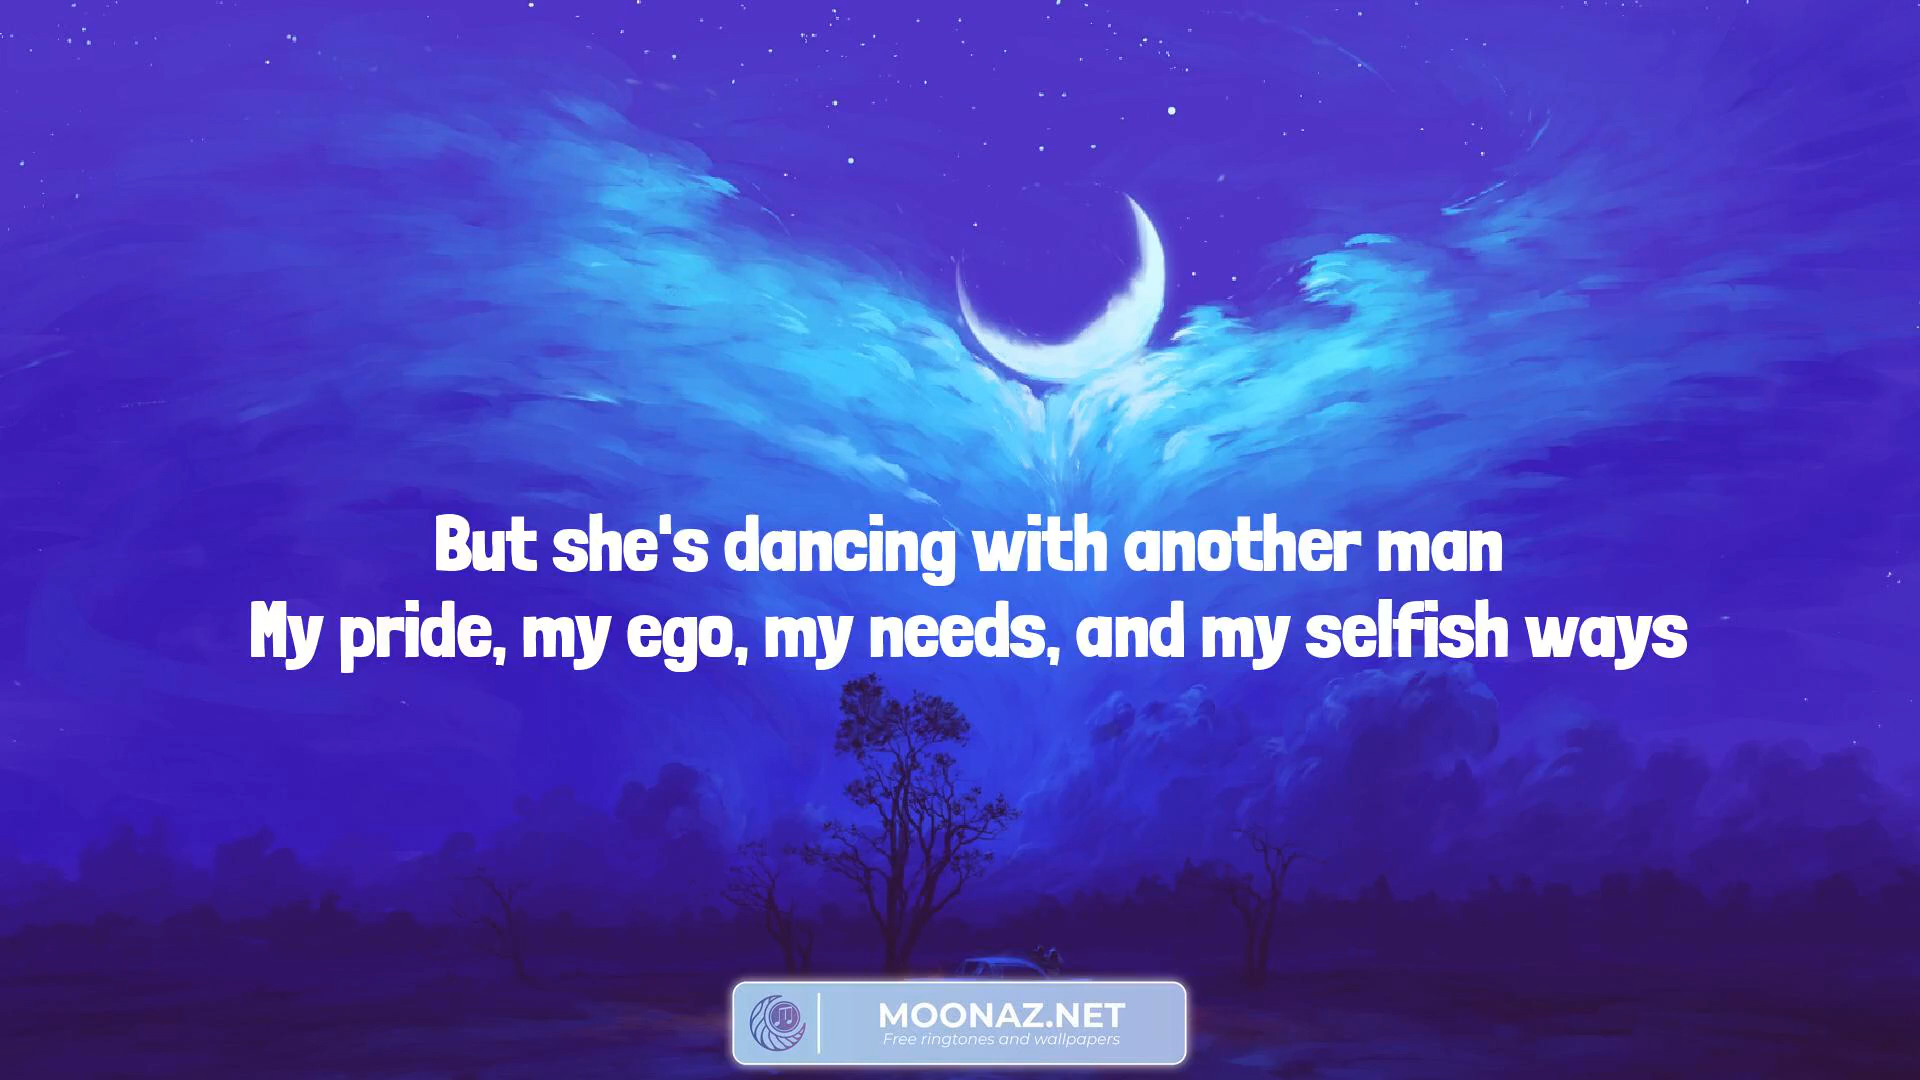 But she's dancing with another man
My pride, my ego, my needs, and my selfish ways
MOONAZ.NET
Free ringtones and wallpapers